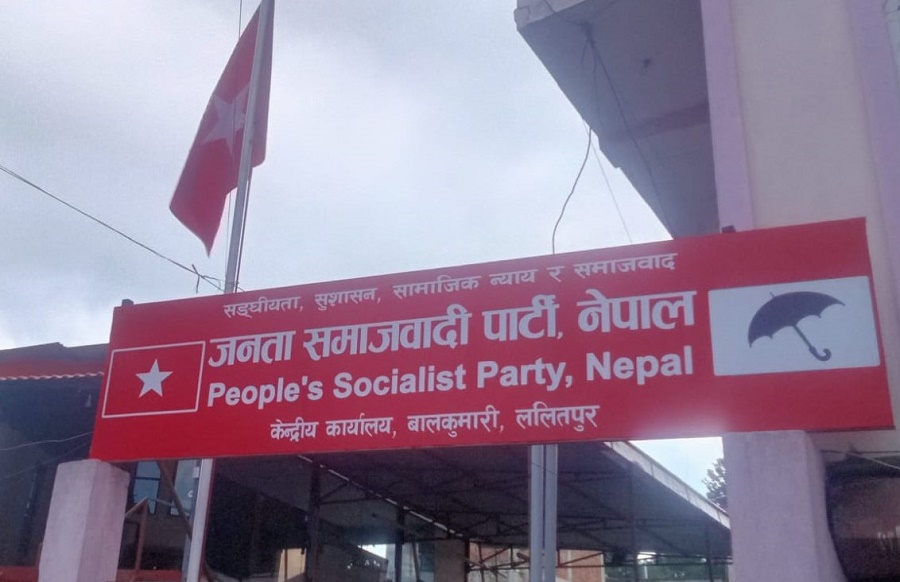 सङ्घीयता, सुशासन, सामाजिक न्याय र समाजवाद
जनता समाजवादी पार्टी, नेपाल
People's Socialist Party, Nepal
केन्द्रीय कार्यालय, बालकुमारी, ललितपुर